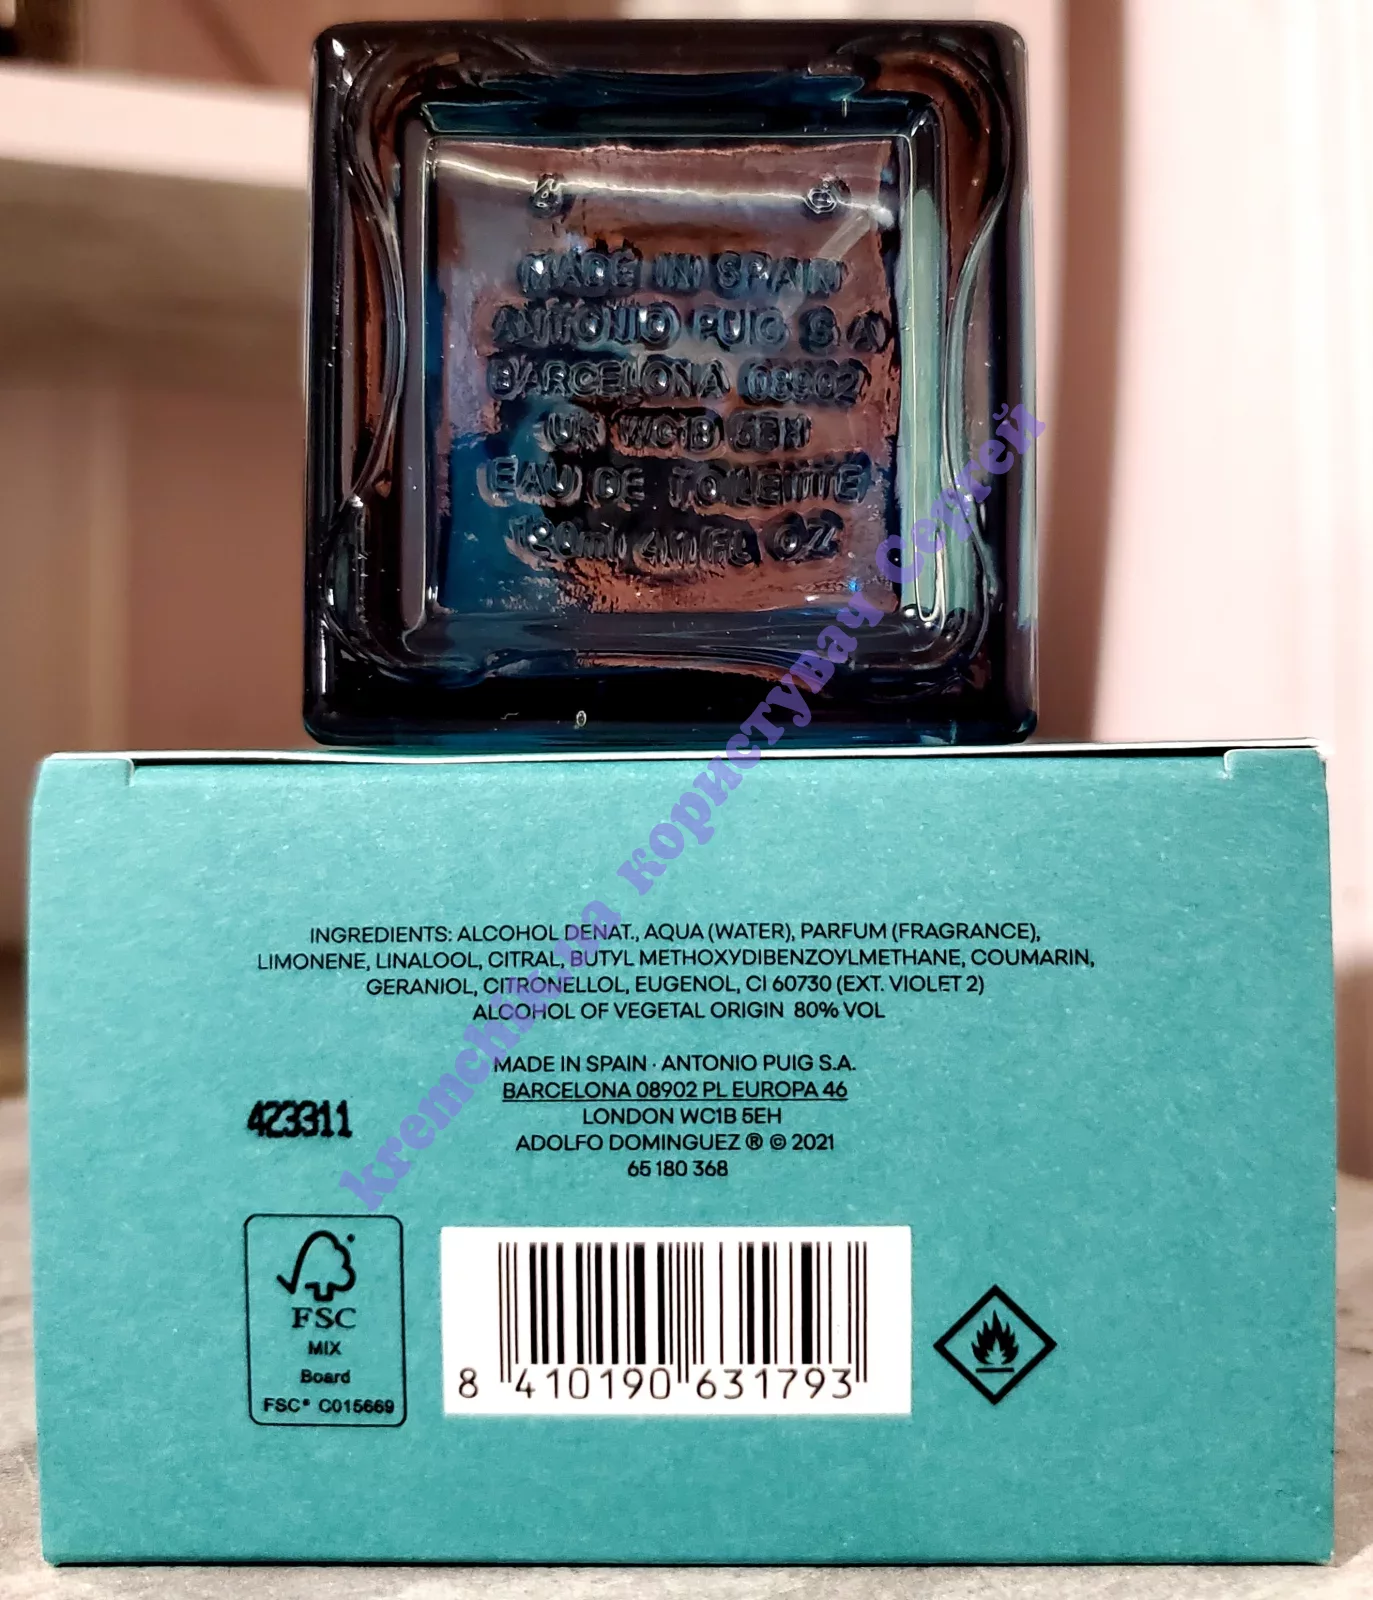 MADE IN SPAIN
ANTONIO PUIG S A
BARCELONA 08902
UK WC1B 5EH
EAU DE TOILETTE
120ml 4.1 FL OZ
kremchik.ua користувач Сергей
INGREDIENTS: ALCOHOL DENAT., AQUA (WATER), PARFUM (FRAGRANCE),
LIMONENE, LINALOOL, CITRAL, BUTYL METHOXYDIBENZOYLMETHANE, COUMARIN,
GERANIOL, CITRONELLOL, EUGENOL, CI 60730 (EXT. VIOLET 2)
ALCOHOL OF VEGETAL ORIGIN 80% VOL
MADE IN SPAIN · ANTONIO PUIG S.A.
BARCELONA 08902 PL EUROPA 46
LONDON WC1B 5EH
ADOLFO DOMINGUEZ ® © 2021
65 180 368
423311
FSC
MIX
Board
FSC® C015669
8 410190 631793